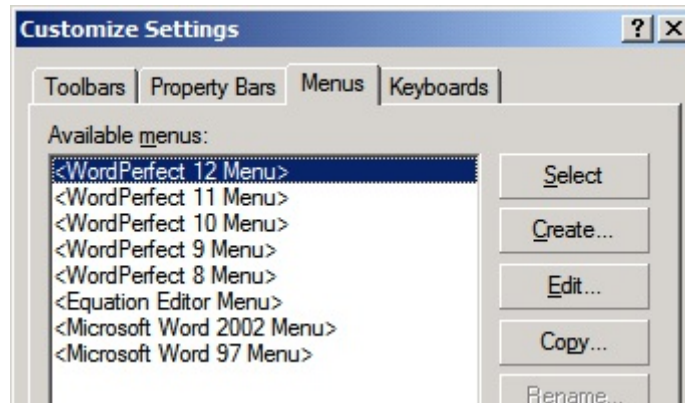 Customize Settings
? X
Toolbars Property Bars Menus Keyboards
Available menus:
<WordPerfect 12 Menu>
<WordPerfect 11 Menu>
<WordPerfect 10 Menu>
<WordPerfect 9 Menu>
<WordPerfect 8 Menu>
<Equation Editor Menu>
<Microsoft Word 2002 Menu>
<Microsoft Word 97 Menu>
Select
Create...
Edit...
Copy...
Rename...